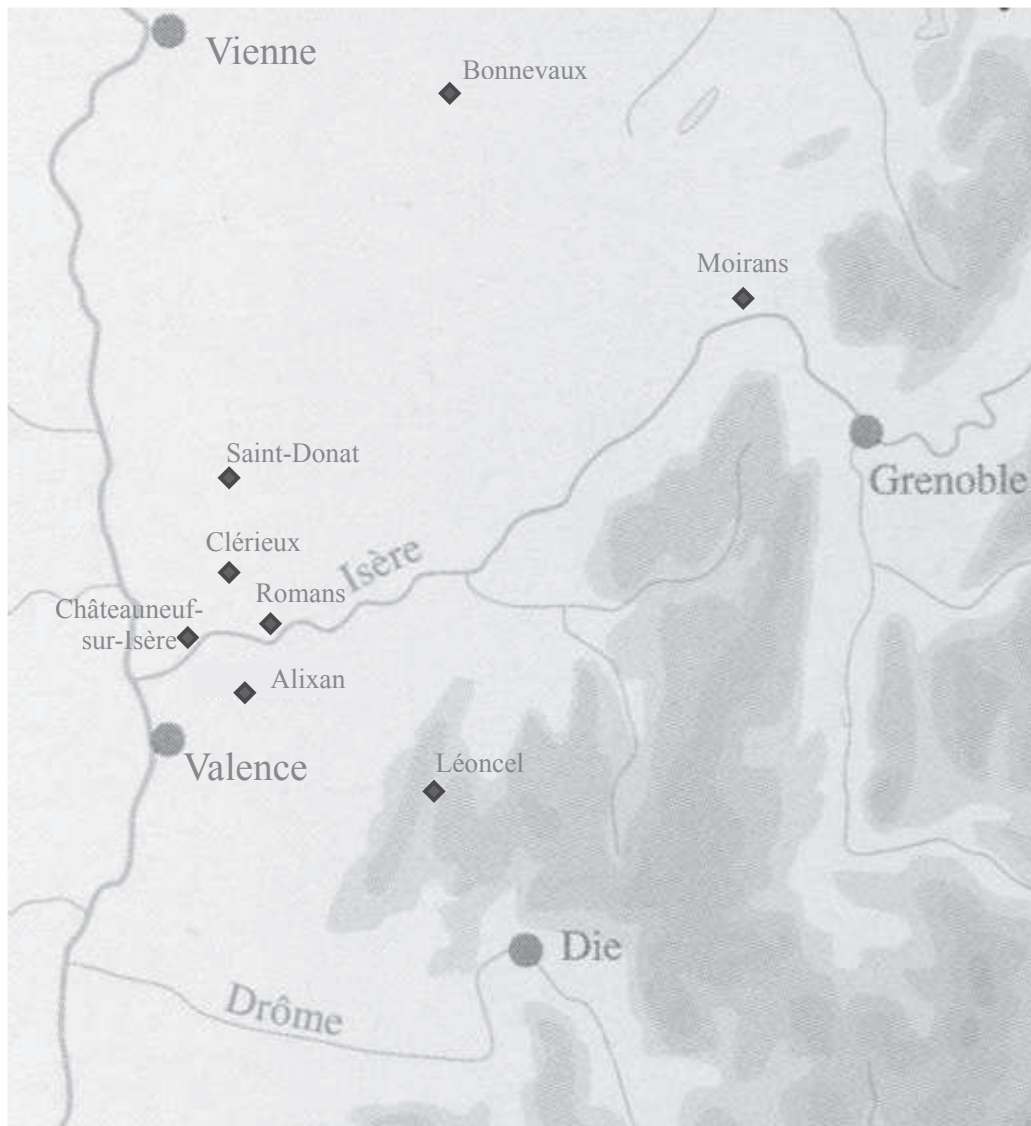 Vienne
Bonnevaux
Moirans
Grenoble
Saint-Donat
Clérieux
Isère
Romans
Châteauneuf-
sur-Isère
Alixan
Valence
Léoncel
Die
Drôme